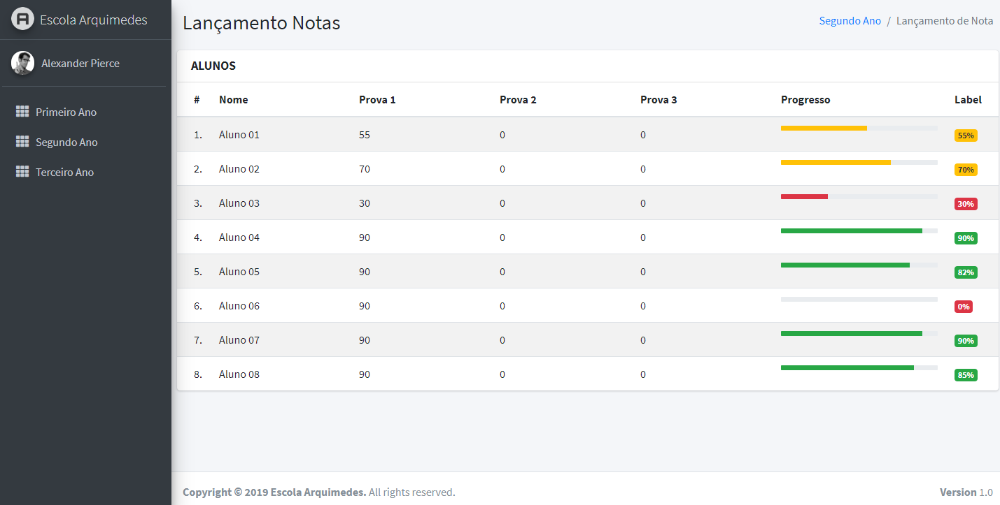 Escola Arquimedes
Alexander Pierce
Primeiro Ano
Segundo Ano
Terceiro Ano
Lançamento Notas
Segundo Ano / Lançamento de Nota
ALUNOS
# Nome Prova 1 Prova 2 Prova 3 Progresso Label
1. Aluno 01 55 0 0 55%
2. Aluno 02 70 0 0 70%
3. Aluno 03 30 0 0 30%
4. Aluno 04 90 0 0 90%
5. Aluno 05 90 0 0 82%
6. Aluno 06 90 0 0 0%
7. Aluno 07 90 0 0 90%
8. Aluno 08 90 0 0 85%
Copyright © 2019 Escola Arquimedes. All rights reserved.
Version 1.0